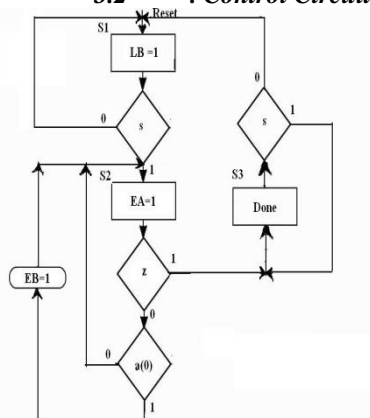 3.2 : Control Circuit
Reset
S1
LB =1
0
s
1
0
s
1
S2
EA=1
S3
Done
z
1
0
EB=1
0
a(0)
1